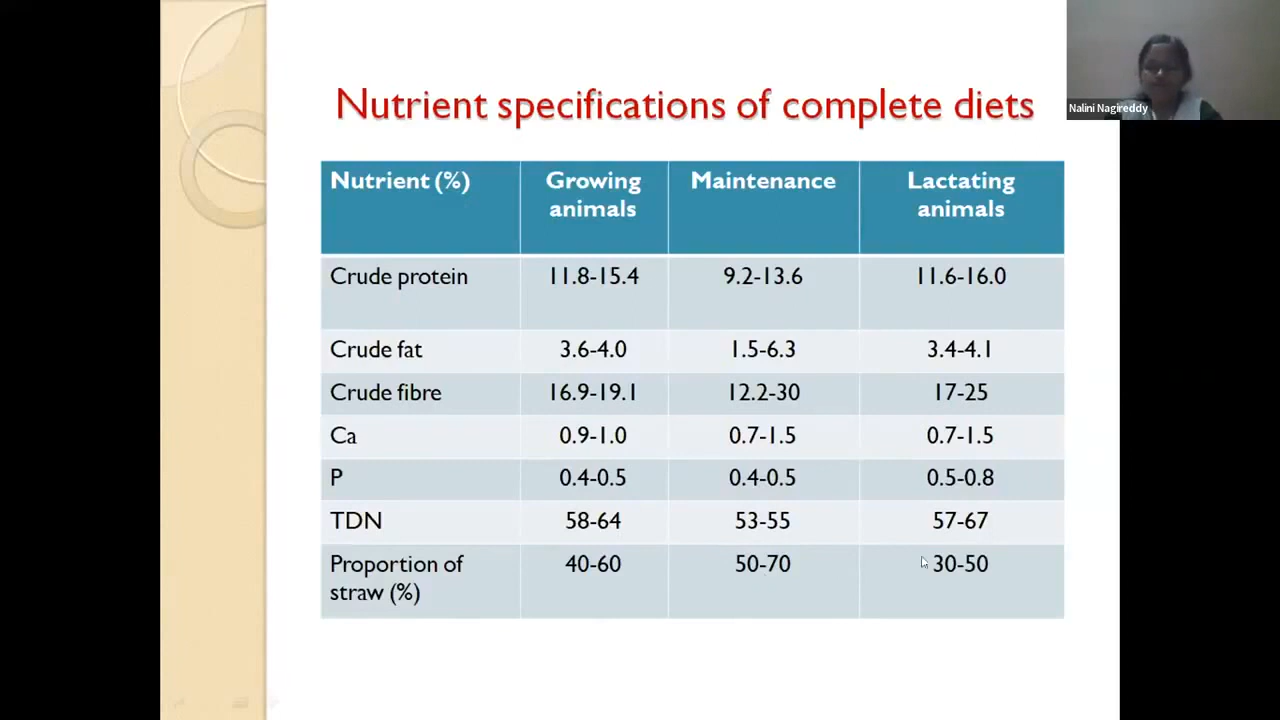 Nutrient specifications of complete diets
Nalini Nagireddy
Nutrient (%) Growing animals Maintenance Lactating animals
Crude protein 11.8-15.4 9.2-13.6 11.6-16.0
Crude fat 3.6-4.0 1.5-6.3 3.4-4.1
Crude fibre 16.9-19.1 12.2-30 17-25
Ca 0.9-1.0 0.7-1.5 0.7-1.5
P 0.4-0.5 0.4-0.5 0.5-0.8
TDN 58-64 53-55 57-67
Proportion of straw (%) 40-60 50-70 30-50